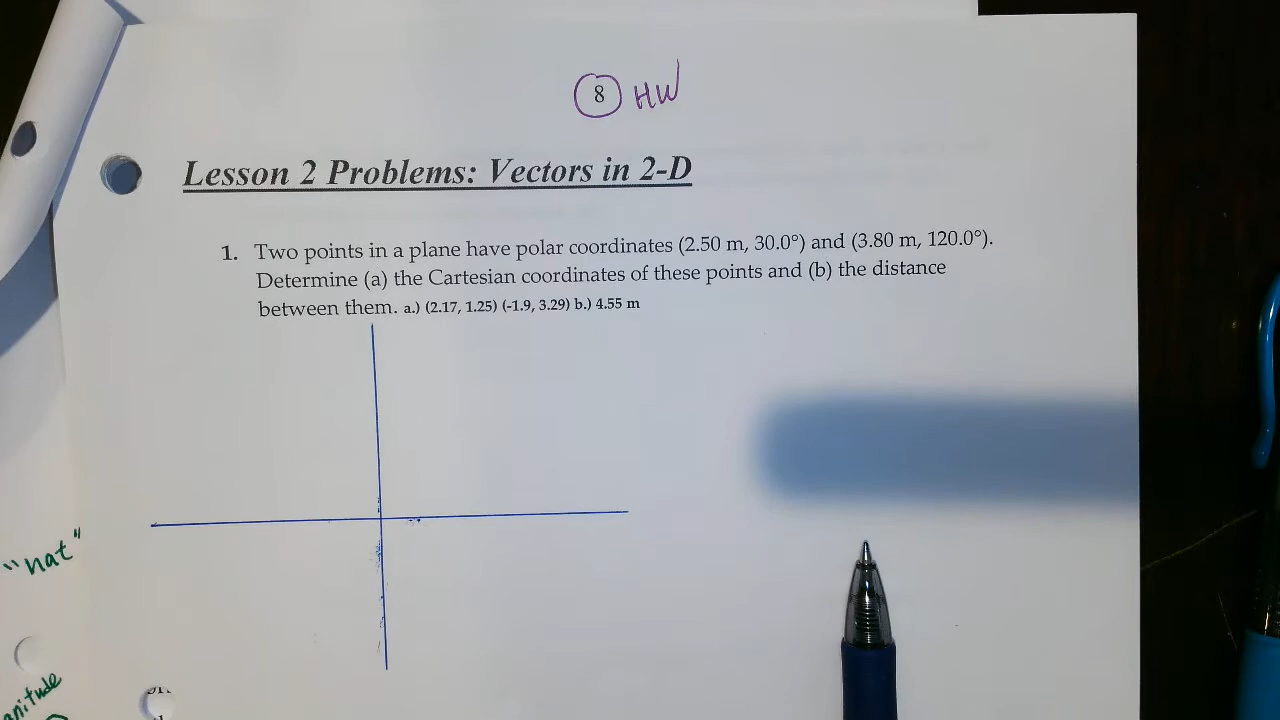 8 HW
Lesson 2 Problems: Vectors in 2-D
1. Two points in a plane have polar coordinates (2.50 m, 30.0°) and (3.80 m, 120.0°).
Determine (a) the Cartesian coordinates of these points and (b) the distance
between them. a.) (2.17, 1.25) (-1.9, 3.29) b.) 4.55 m
"nat"